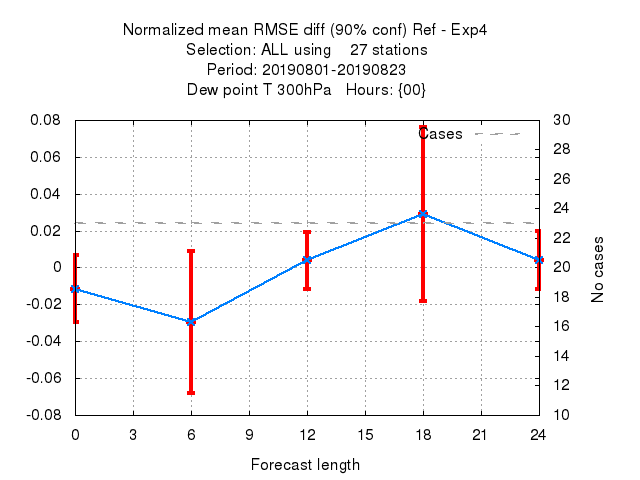 Normalized mean RMSE diff (90% conf) Ref - Exp4
Selection: ALL using 27 stations
Period: 20190801-20190823
Dew point T 300hPa Hours: {00}
Cases
0.08
0.06
0.04
0.02
0
-0.02
-0.04
-0.06
-0.08
30
28
26
24
22
20
18
16
14
12
10
No cases
0 3 6 9 12 15 18 21 24
Forecast length